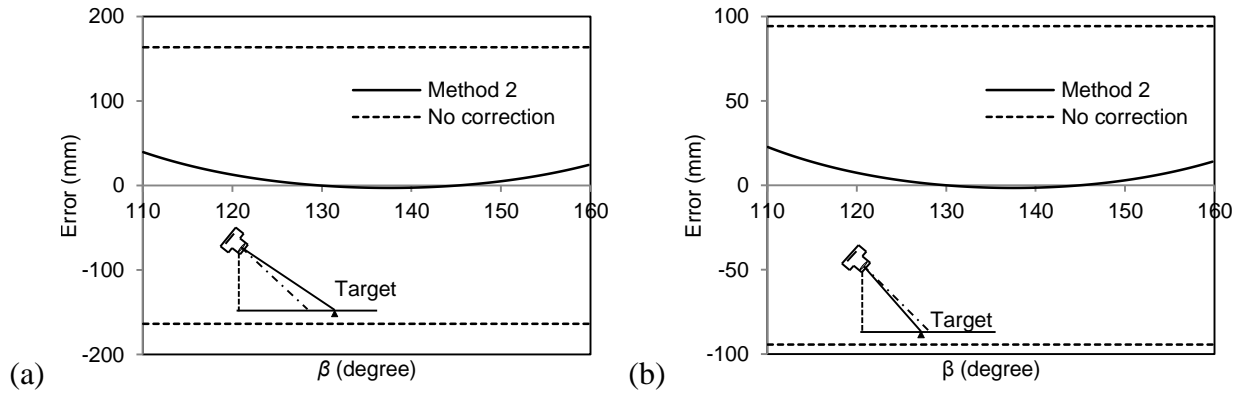 (a)
Error (mm)
200
100
0
-100
-200
110 120 130 140 150 160
Method 2
No correction
Target
β (degree)
(b)
Error (mm)
100
50
0
-50
-100
110 120 130 140 150 160
Method 2
No correction
Target
β (degree)